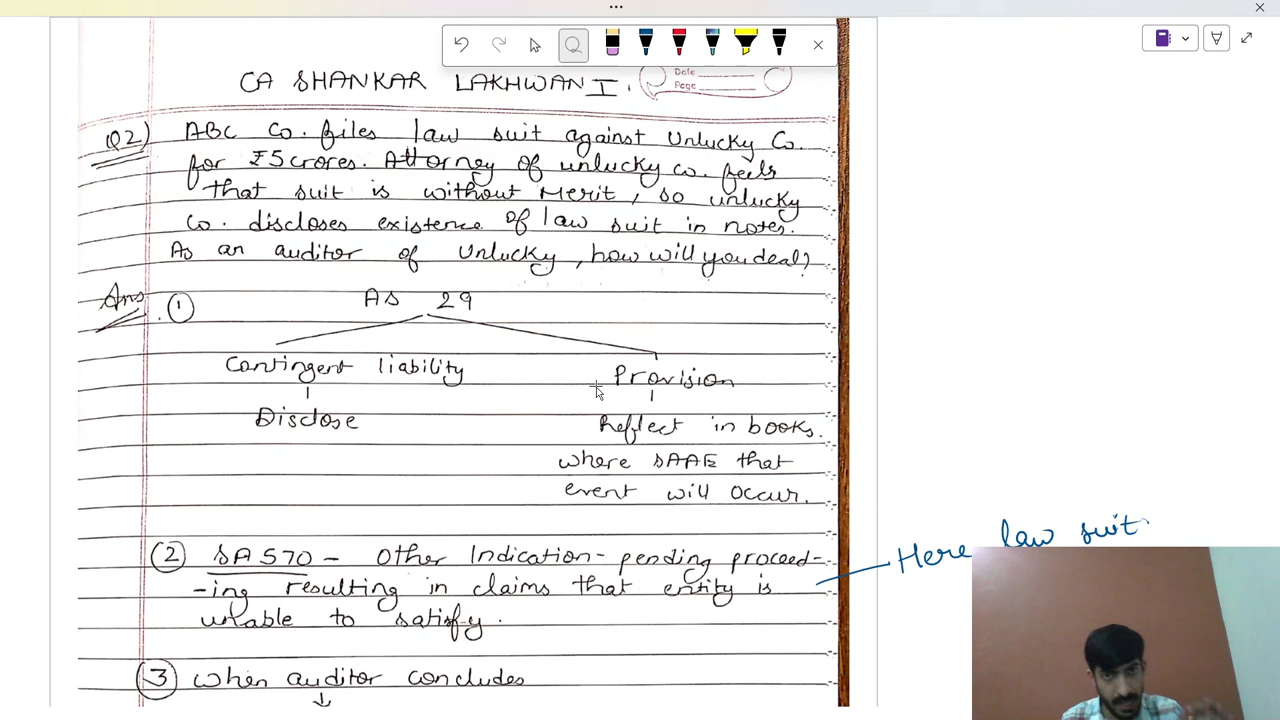 CA SHANKAR LAKHWANI.
Date
Page
Q2) ABC Co. files law suit against Unlucky Co.
for ₹5 crores. Attorney of unlucky co. feels
that suit is without Merit, so unlucky
Co. discloses existence of law suit in notes.
As an auditor of Unlucky, how will you deal?
Ans. ① AS 29
Contingent liability Provision
Disclose Reflect in books.
where SAAE that
event will occur.
② SA 570 - Other Indication - pending proceed-
-ing resulting in claims that entity is
unable to satisfy.
Here law suit
③ When auditor concludes